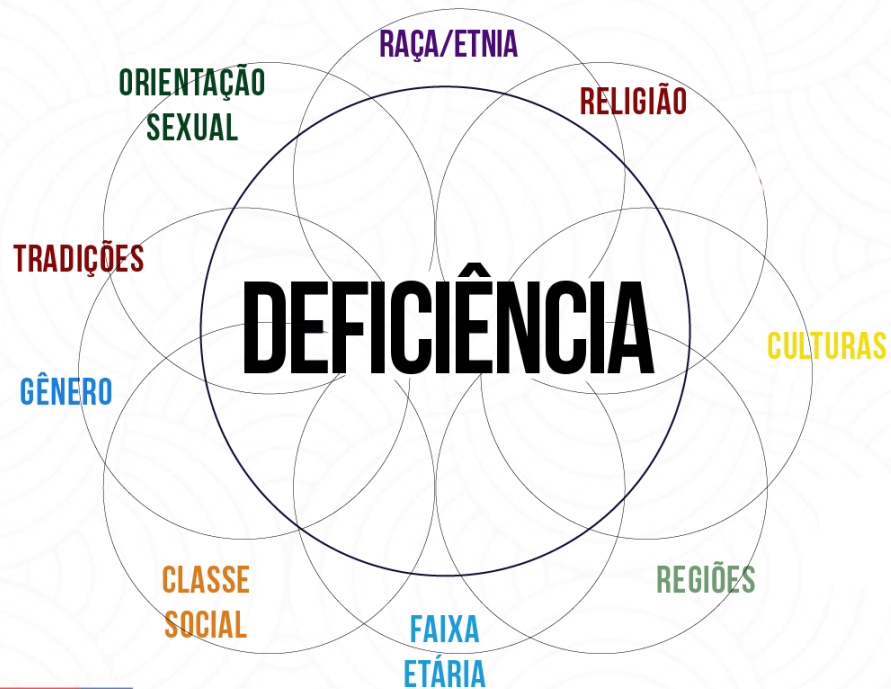 RAÇA/ETNIA
ORIENTAÇÃO
SEXUAL
RELIGIÃO
TRADIÇÕES
DEFICIÊNCIA
CULTURAS
GÊNERO
CLASSE
SOCIAL
REGIÕES
FAIXA
ETÁRIA